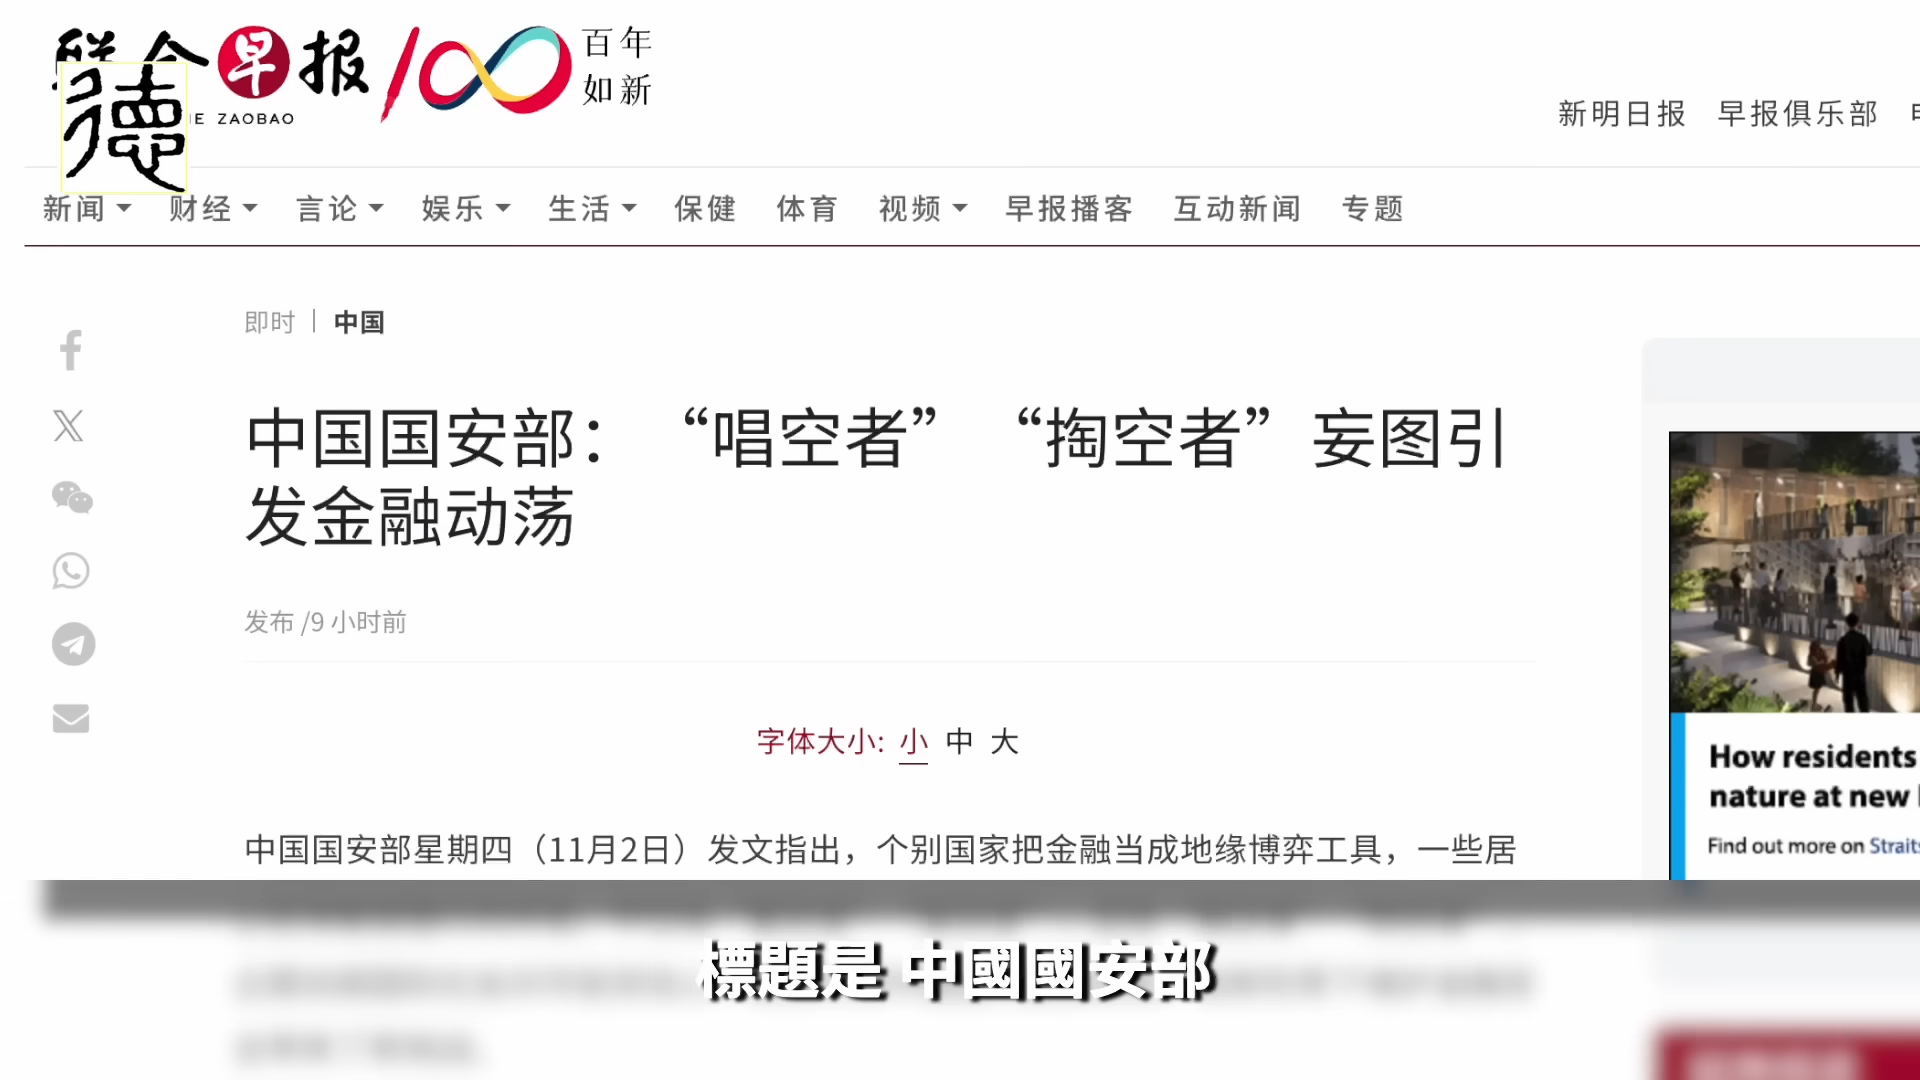 联合早报
100
百年
如新
德
ZAOBAO
新明日报 早报俱乐部
新闻 财经 言论 娱乐 生活 保健 体育 视频 早报播客 互动新闻 专题
即时 | 中国
中国国安部：“唱空者” “掏空者”妄图引
发金融动荡
发布 /9 小时前
字体大小: 小 中 大
中国国安部星期四（11月2日）发文指出，个别国家把金融当成地缘博弈工具，一些居
How residents
nature at new
Find out more on Straits
標題是 中國國安部